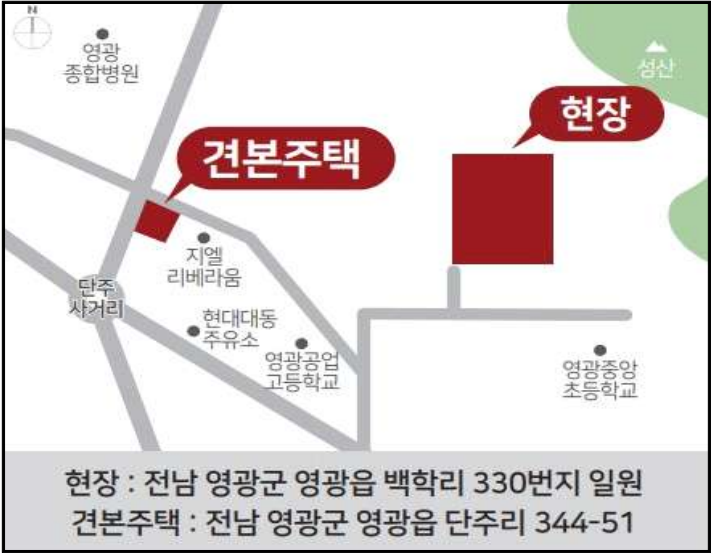 N
영광
종합병원
성산
현장
견본주택
지엘
리베라움
단주
사거리
현대대동
주유소
영광공업
고등학교
영광중앙
초등학교
현장 : 전남 영광군 영광읍 백학리 330번지 일원
견본주택 : 전남 영광군 영광읍 단주리 344-51